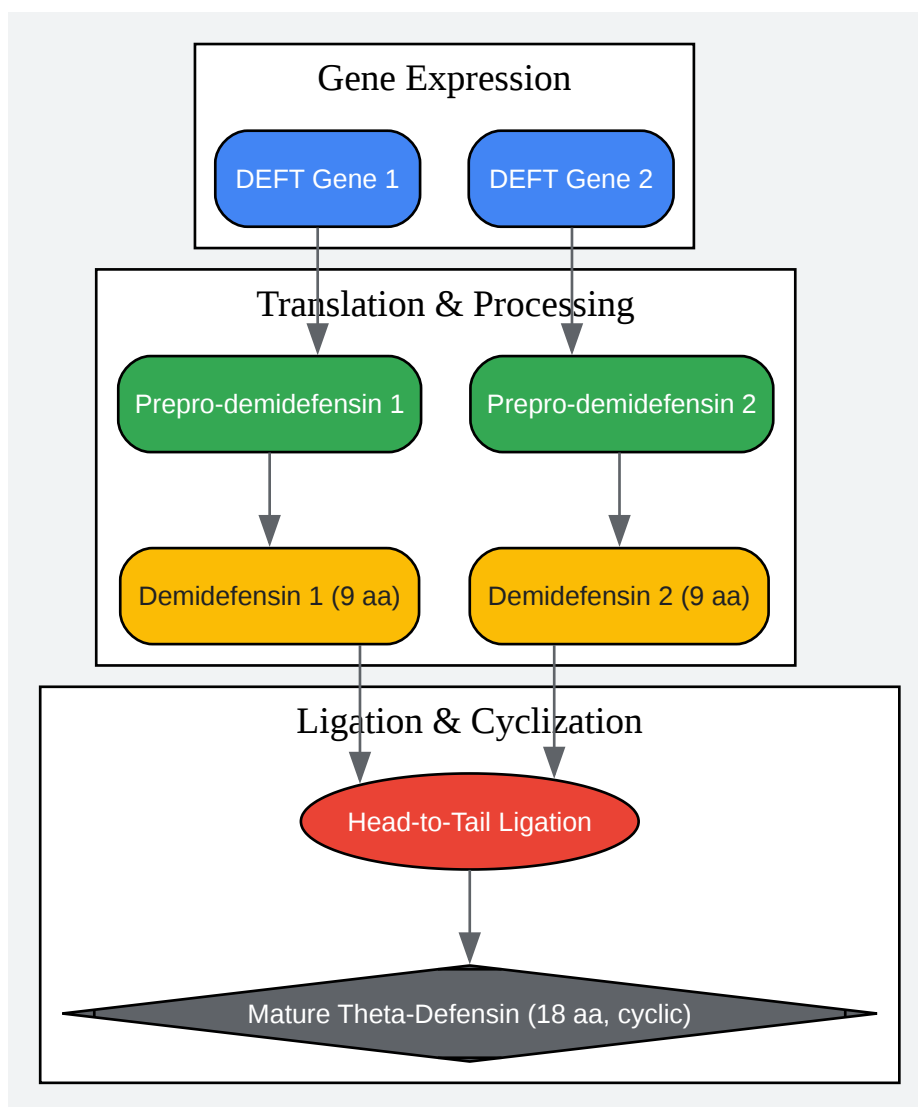 Gene Expression
DEFT Gene 1
DEFT Gene 2
Translation & Processing
Prepro-demidefensin 1
Prepro-demidefensin 2
Demidefensin 1 (9 aa)
Demidefensin 2 (9 aa)
Ligation & Cyclization
Head-to-Tail Ligation
Mature Theta-Defensin (18 aa, cyclic)